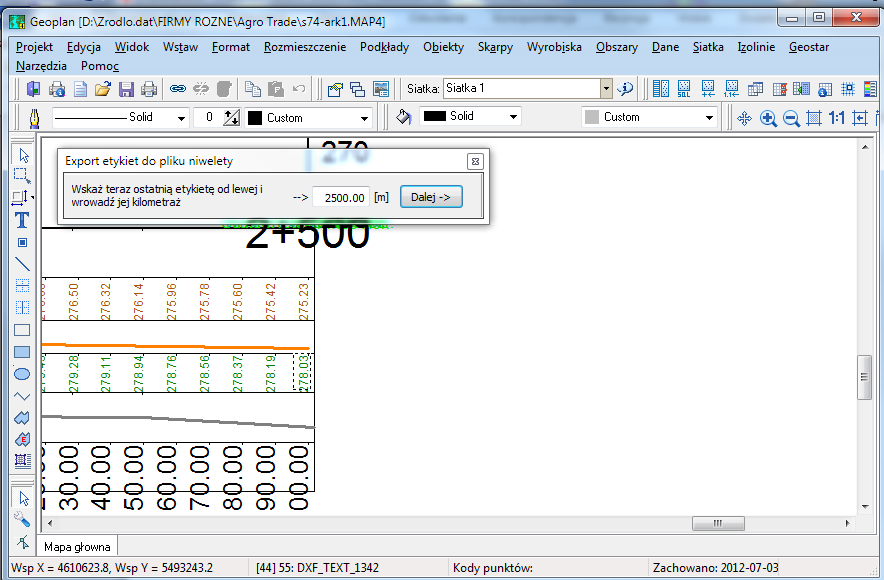 Geoplan [D:\Zrodlo.dat\FIRMY ROZNE\Agro Trade\s74-ark1.MAP4]
Projekt Edycja Widok Wstaw Format Rozmieszczenie Podkłady Obiekty Skarpy Wyrobiska Obszary Dane Siatka Izolinie Geostar
Narzędzia Pomoc
Siatka: Siatka 1
SQL
1.1
1:1
Solid 0 Custom Solid Custom
270
Export etykiet do pliku niwelety
Wskaż teraz ostatnią etykietę od lewej i
wrowadź jej kilometraż
--> 2500.00 [m] Dalej ->
2+500
276.50 276.32 276.14 275.96 275.78 275.60 275.42 275.23
279.28 279.11 278.94 278.76 278.56 278.37 278.19 278.03
30.00 40.00 50.00 60.00 70.00 80.00 90.00 00.00
Mapa głowna
Wsp X = 4610623.8, Wsp Y = 5493243.2 [44] 55: DXF_TEXT_1342 Kody punktów: Zachowano: 2012-07-03